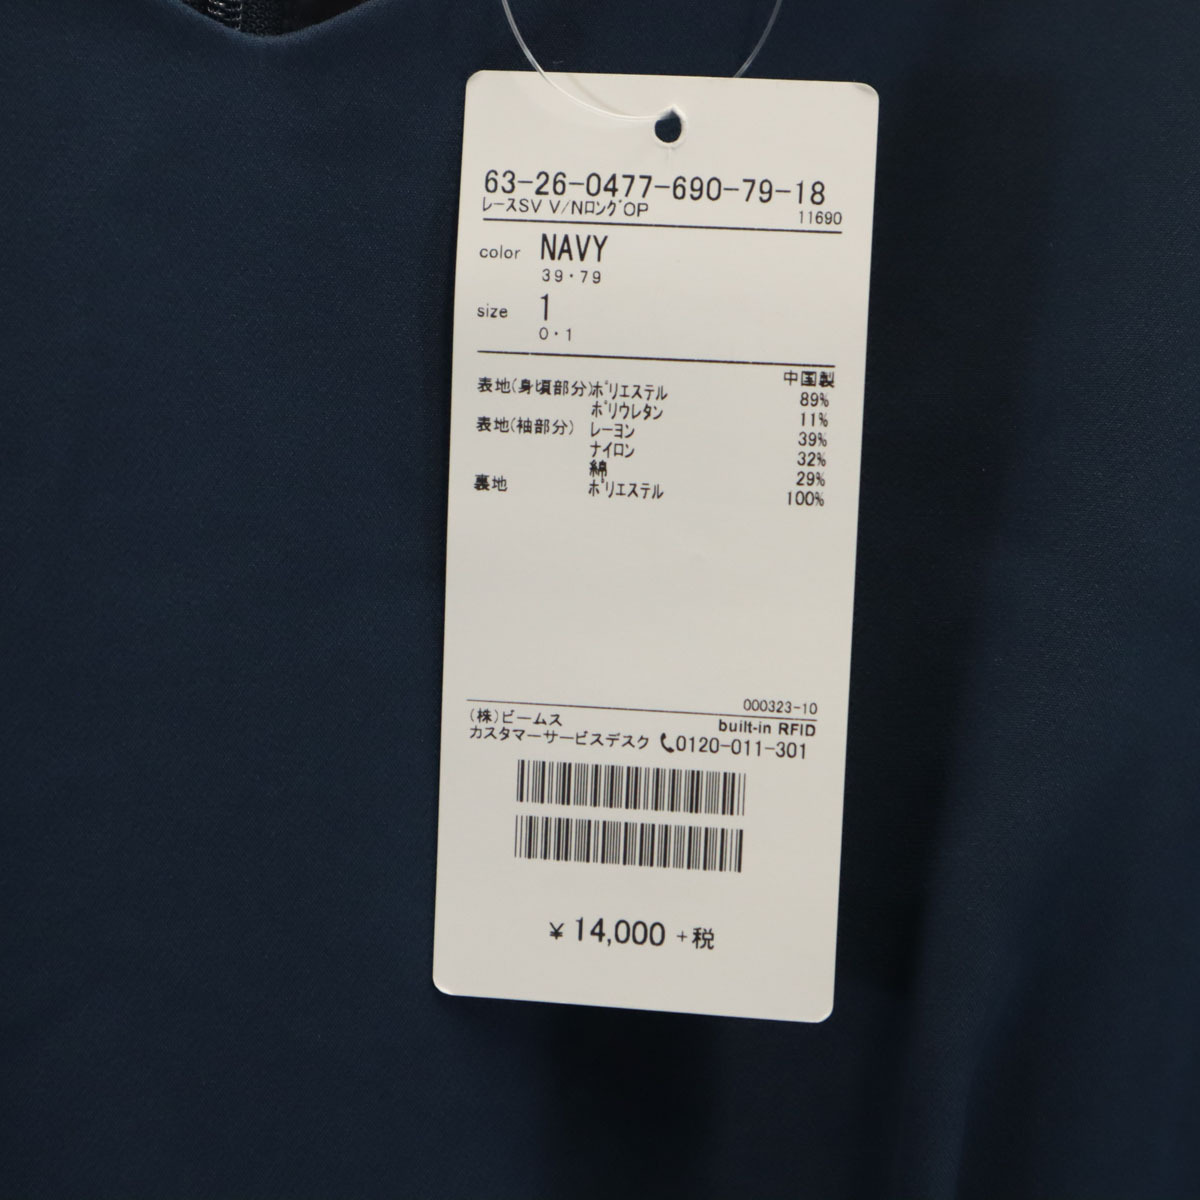 63-26-0477-690-79-18
ﾚｰｽSV V/NﾛﾝｸﾞOP 11690
color NAVY
39・79
size 1
0・1
中国製
表地(身頃部分)ﾎﾟﾘｴｽﾃﾙ 89%
ﾎﾟﾘｳﾚﾀﾝ 11%
表地(袖部分) ﾚｰﾖﾝ 39%
ﾅｲﾛﾝ 32%
綿 29%
裏地 ﾎﾟﾘｴｽﾃﾙ 100%
000323-10
(株)ビームス built-in RFID
カスタマーサービスデスク 0120-011-301
¥ 14,000 +税